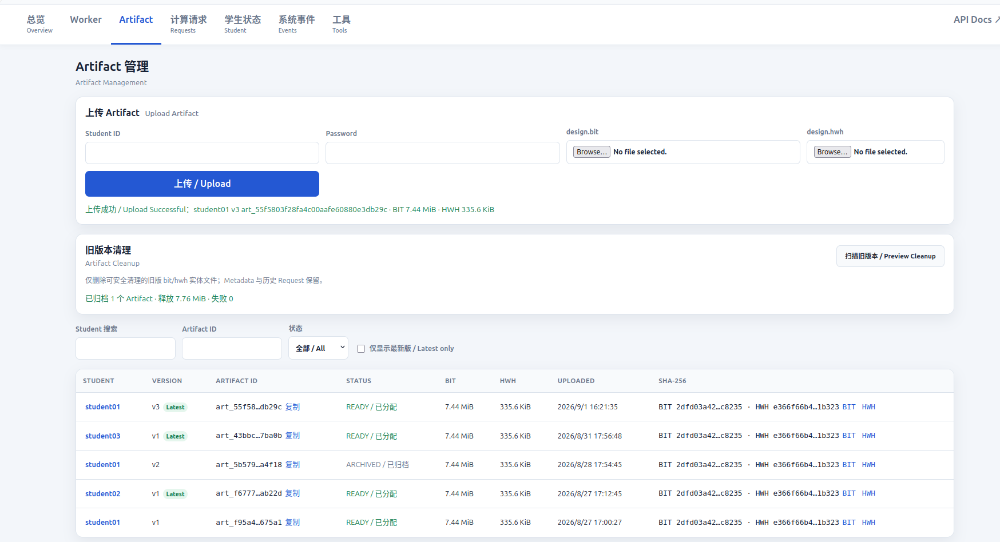 总览 Worker Artifact 计算请求 学生状态 系统事件 工具 API Docs ↗
Overview Requests Student Events Tools
Artifact 管理
Artifact Management
上传 Artifact Upload Artifact
Student ID Password design.bit design.hwh
Browse... No file selected. Browse... No file selected.
上传 / Upload
上传成功 / Upload Successful：student01 v3 art_55f5803f28fa4c00aafe60880e3db29c · BIT 7.44 MiB · HWH 335.6 KiB
旧版本清理
Artifact Cleanup
扫描旧版本 / Preview Cleanup
仅删除可安全清理的旧版 bit/hwh 实体文件；Metadata 与历史 Request 保留。
已归档 1 个 Artifact · 释放 7.76 MiB · 失败 0
Student 搜索 Artifact ID 状态
全部 / All 仅显示最新版 / Latest only
STUDENT VERSION ARTIFACT ID STATUS BIT HWH UPLOADED SHA-256
student01 v3 Latest art_55f58…db29c 复制 READY / 已分配 7.44 MiB 335.6 KiB 2026/9/1 16:21:35 BIT 2dfd03a42…c8235 · HWH e366f66b4…1b323 BIT HWH
student03 v1 Latest art_43bbc…7ba0b 复制 READY / 已分配 7.44 MiB 335.6 KiB 2026/8/31 17:56:48 BIT 2dfd03a42…c8235 · HWH e366f66b4…1b323 BIT HWH
student01 v2 art_5b579…a4f18 复制 ARCHIVED / 已归档 7.44 MiB 335.6 KiB 2026/8/28 17:54:45 BIT 2dfd03a42…c8235 · HWH e366f66b4…1b323 BIT HWH
student02 v1 Latest art_f6777…ab22d 复制 READY / 已分配 7.44 MiB 335.6 KiB 2026/8/27 17:12:45 BIT 2dfd03a42…c8235 · HWH e366f66b4…1b323 BIT HWH
student01 v1 art_f95a4…675a1 复制 READY / 已分配 7.44 MiB 335.6 KiB 2026/8/27 17:00:27 BIT 2dfd03a42…c8235 · HWH e366f66b4…1b323 BIT HWH